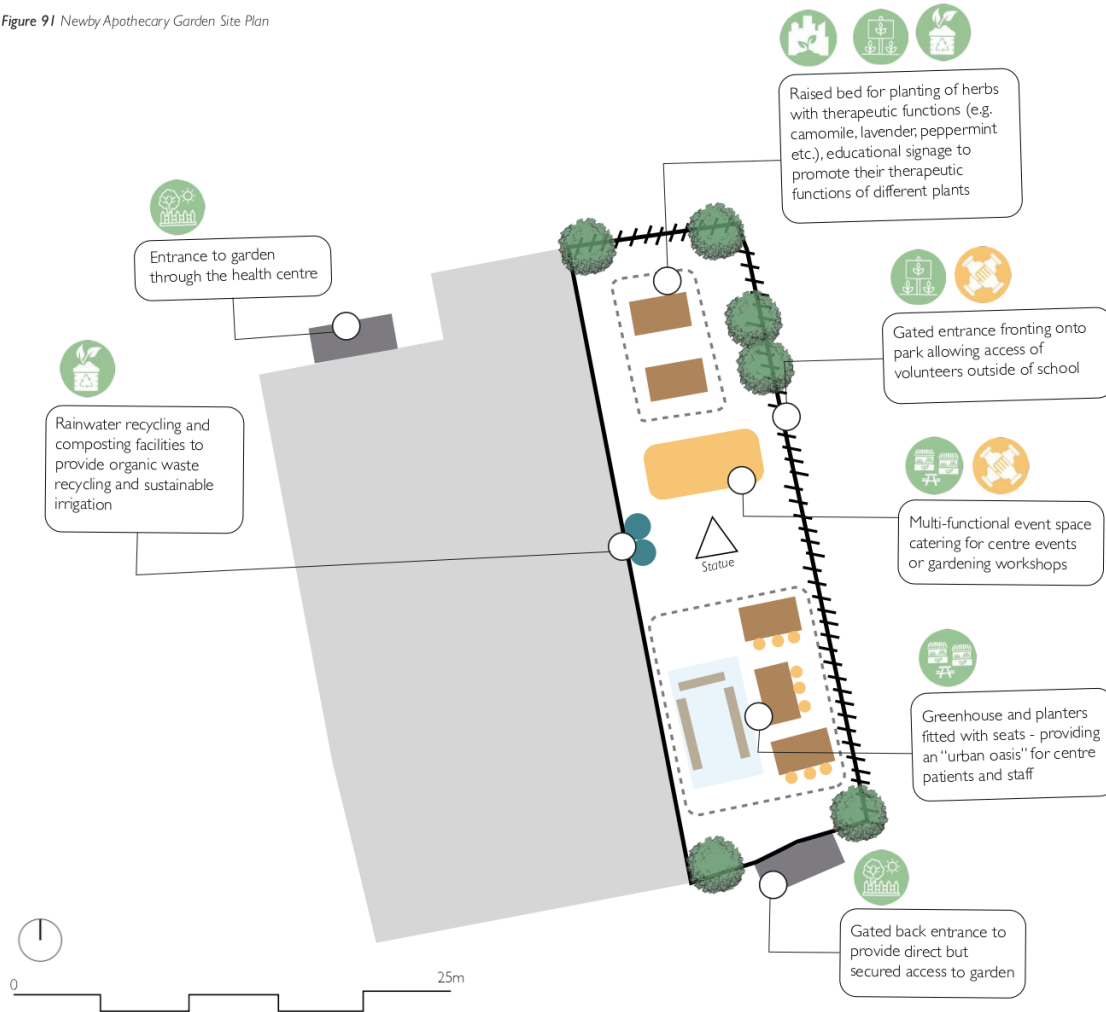 Figure 91 Newby Apothecary Garden Site Plan
Raised bed for planting of herbs
with therapeutic functions (e.g.
camomile, lavender, peppermint
etc.), educational signage to
promote their therapeutic
functions of different plants
Entrance to garden
through the health centre
Gated entrance fronting onto
park allowing access of
volunteers outside of school
Rainwater recycling and
composting facilities to
provide organic waste
recycling and sustainable
irrigation
Multi-functional event space
catering for centre events
or gardening workshops
Statue
Greenhouse and planters
fitted with seats - providing
an “urban oasis” for centre
patients and staff
Gated back entrance to
provide direct but
secured access to garden
0
25m